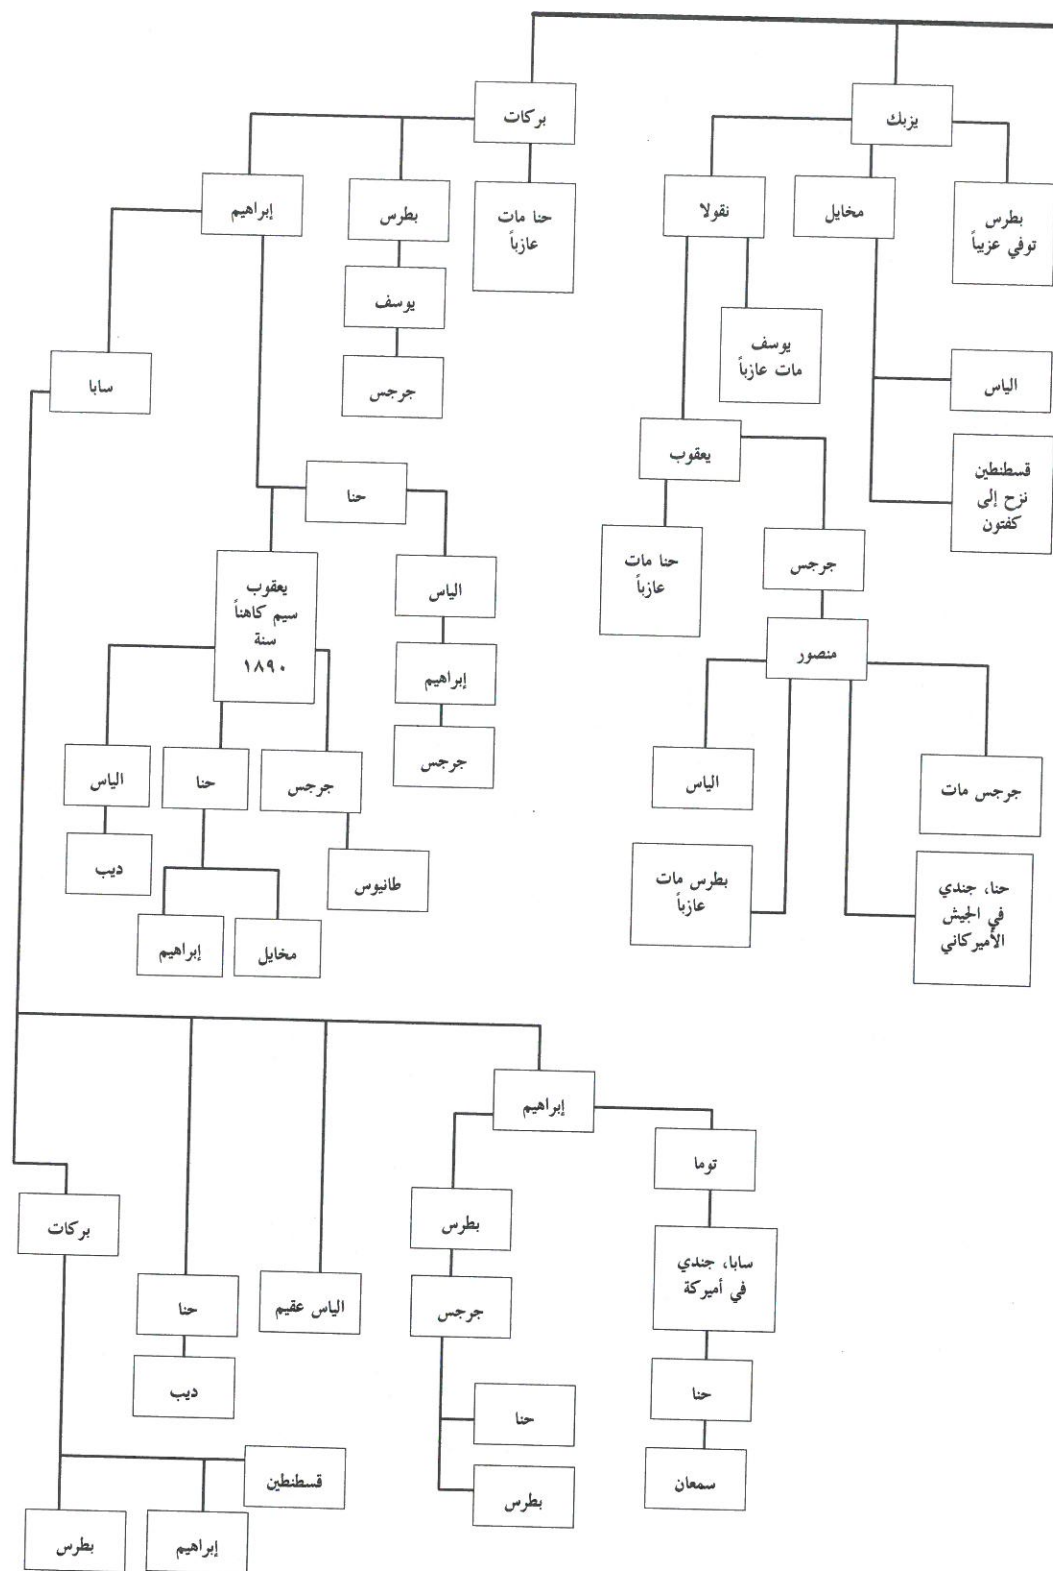 يزبك
بركات
بطرس
توفي عزيباً
مخايل
نقولا
حنا مات
عازباً
بطرس
إبراهيم
يوسف
جرجس
يوسف
مات عازباً
الياس
سابا
قسطنطين
نزح إلى
كفتون
يعقوب
حنا
حنا مات
عازباً
جرجس
الياس
يعقوب
سيم كاهناً
سنة
١٨٩٠
منصور
إبراهيم
جرجس
جرجس مات
الياس
جرجس
حنا
الياس
حنا، جندي
في الجيش
الأميركاني
بطرس مات
عازباً
طانيوس
ديب
مخايل
إبراهيم
إبراهيم
توما
بطرس
بركات
سابا، جندي
في أميركة
جرجس
الياس عقيم
حنا
حنا
حنا
ديب
سمعان
بطرس
قسطنطين
إبراهيم
بطرس